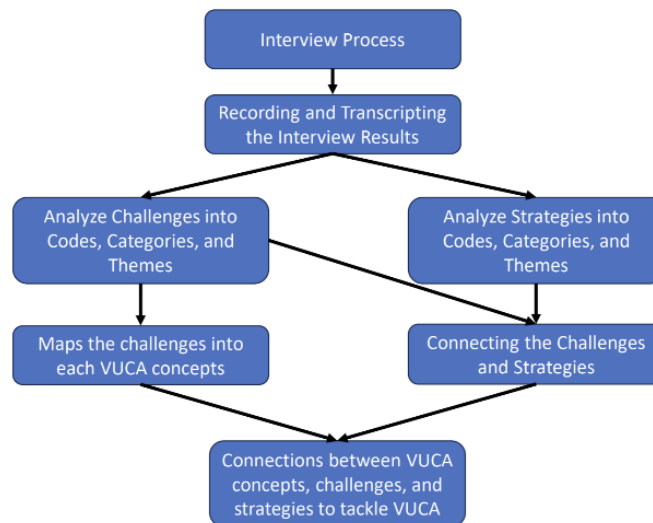 Interview Process
Recording and Transcripting
the Interview Results
Analyze Challenges into
Codes, Categories, and
Themes
Analyze Strategies into
Codes, Categories, and
Themes
Maps the challenges into
each VUCA concepts
Connecting the Challenges
and Strategies
Connections between VUCA
concepts, challenges, and
strategies to tackle VUCA